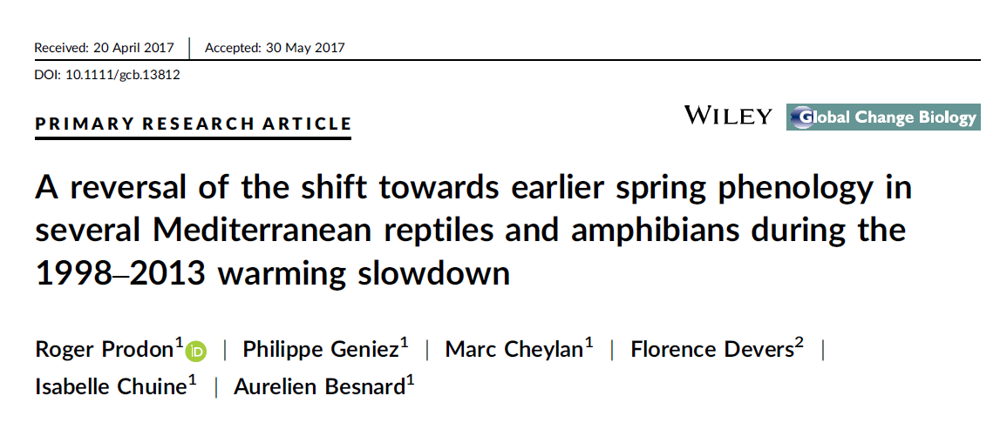 Received: 20 April 2017 | Accepted: 30 May 2017
DOI: 10.1111/gcb.13812
PRIMARY RESEARCH ARTICLE
WILEY Global Change Biology
A reversal of the shift towards earlier spring phenology in
several Mediterranean reptiles and amphibians during the
1998–2013 warming slowdown
Roger Prodon¹ iD | Philippe Geniez¹ | Marc Cheylan¹ | Florence Devers² |
Isabelle Chuine¹ | Aurelien Besnard¹